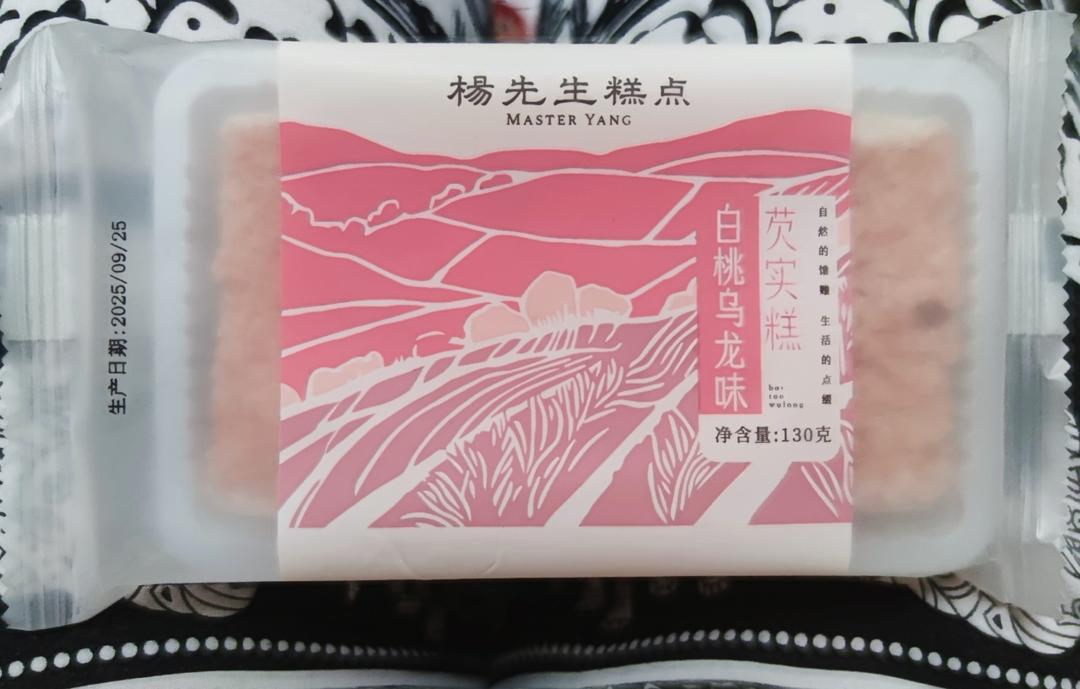 楊先生糕点
MASTER YANG
白桃乌龙味
芡实糕
自然的馈赠 生活的点缀
bai
tao
wulong
净含量:130克
生产日期:2025/09/25